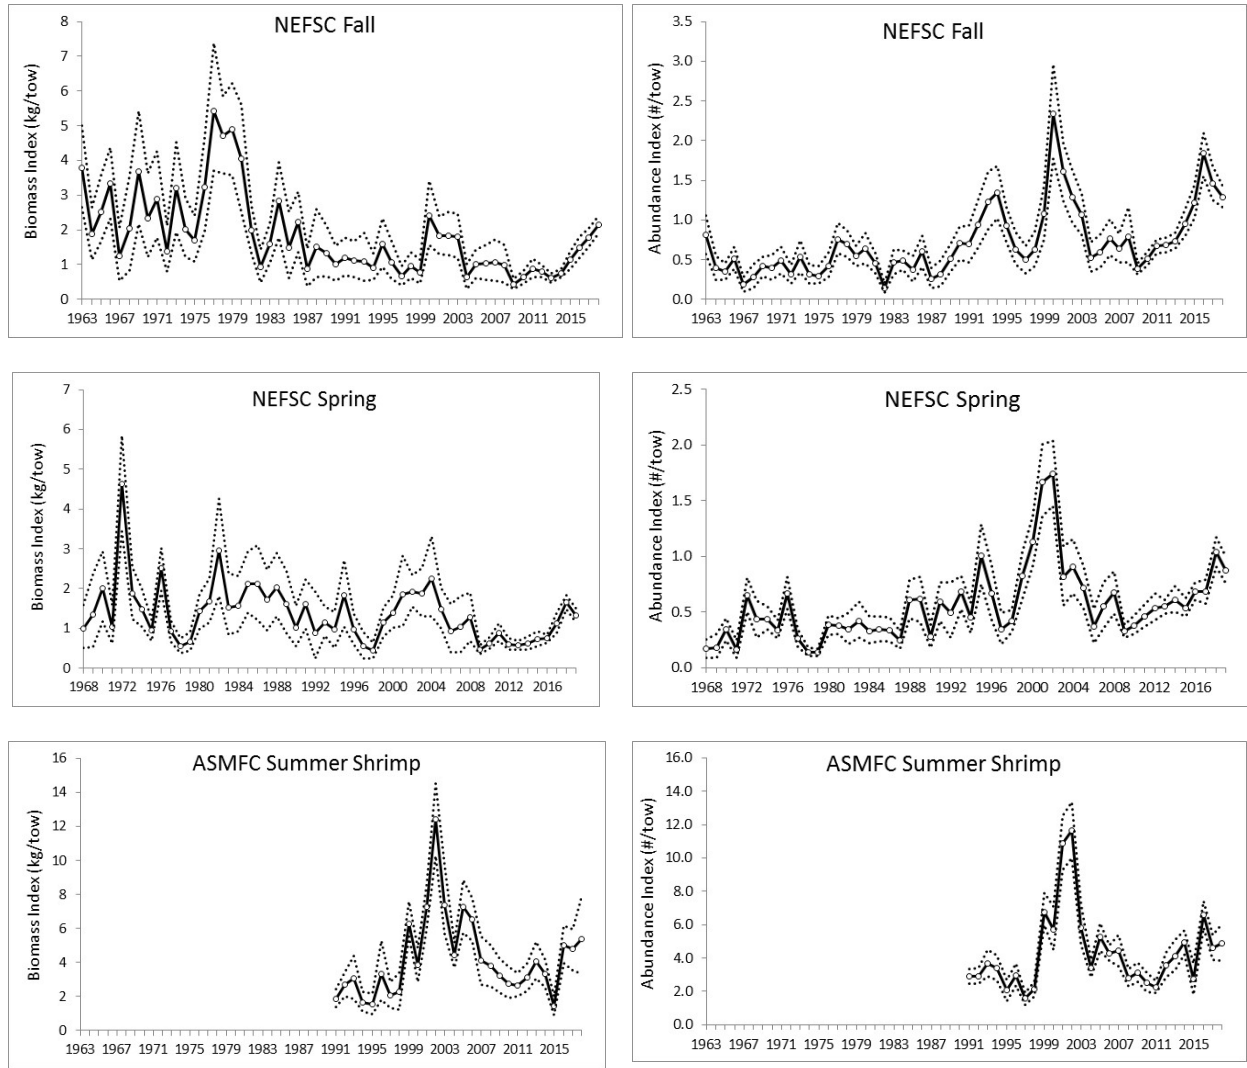 NEFSC Fall
Biomass Index (kg/tow)
8
7
6
5
4
3
2
1
0
1963 1967 1971 1975 1979 1983 1987 1991 1995 1999 2003 2007 2011 2015
NEFSC Fall
Abundance Index (#/tow)
3.5
3.0
2.5
2.0
1.5
1.0
0.5
0.0
1963 1967 1971 1975 1979 1983 1987 1991 1995 1999 2003 2007 2011 2015
NEFSC Spring
Biomass Index (kg/tow)
7
6
5
4
3
2
1
0
1968 1972 1976 1980 1984 1988 1992 1996 2000 2004 2008 2012 2016
NEFSC Spring
Abundance Index (#/tow)
2.5
2.0
1.5
1.0
0.5
0.0
1968 1972 1976 1980 1984 1988 1992 1996 2000 2004 2008 2012 2016
ASMFC Summer Shrimp
Biomass Index (kg/tow)
16
14
12
10
8
6
4
2
0
1963 1967 1971 1975 1979 1983 1987 1991 1995 1999 2003 2007 2011 2015
ASMFC Summer Shrimp
Abundance Index (#/tow)
16.0
14.0
12.0
10.0
8.0
6.0
4.0
2.0
0.0
1963 1967 1971 1975 1979 1983 1987 1991 1995 1999 2003 2007 2011 2015